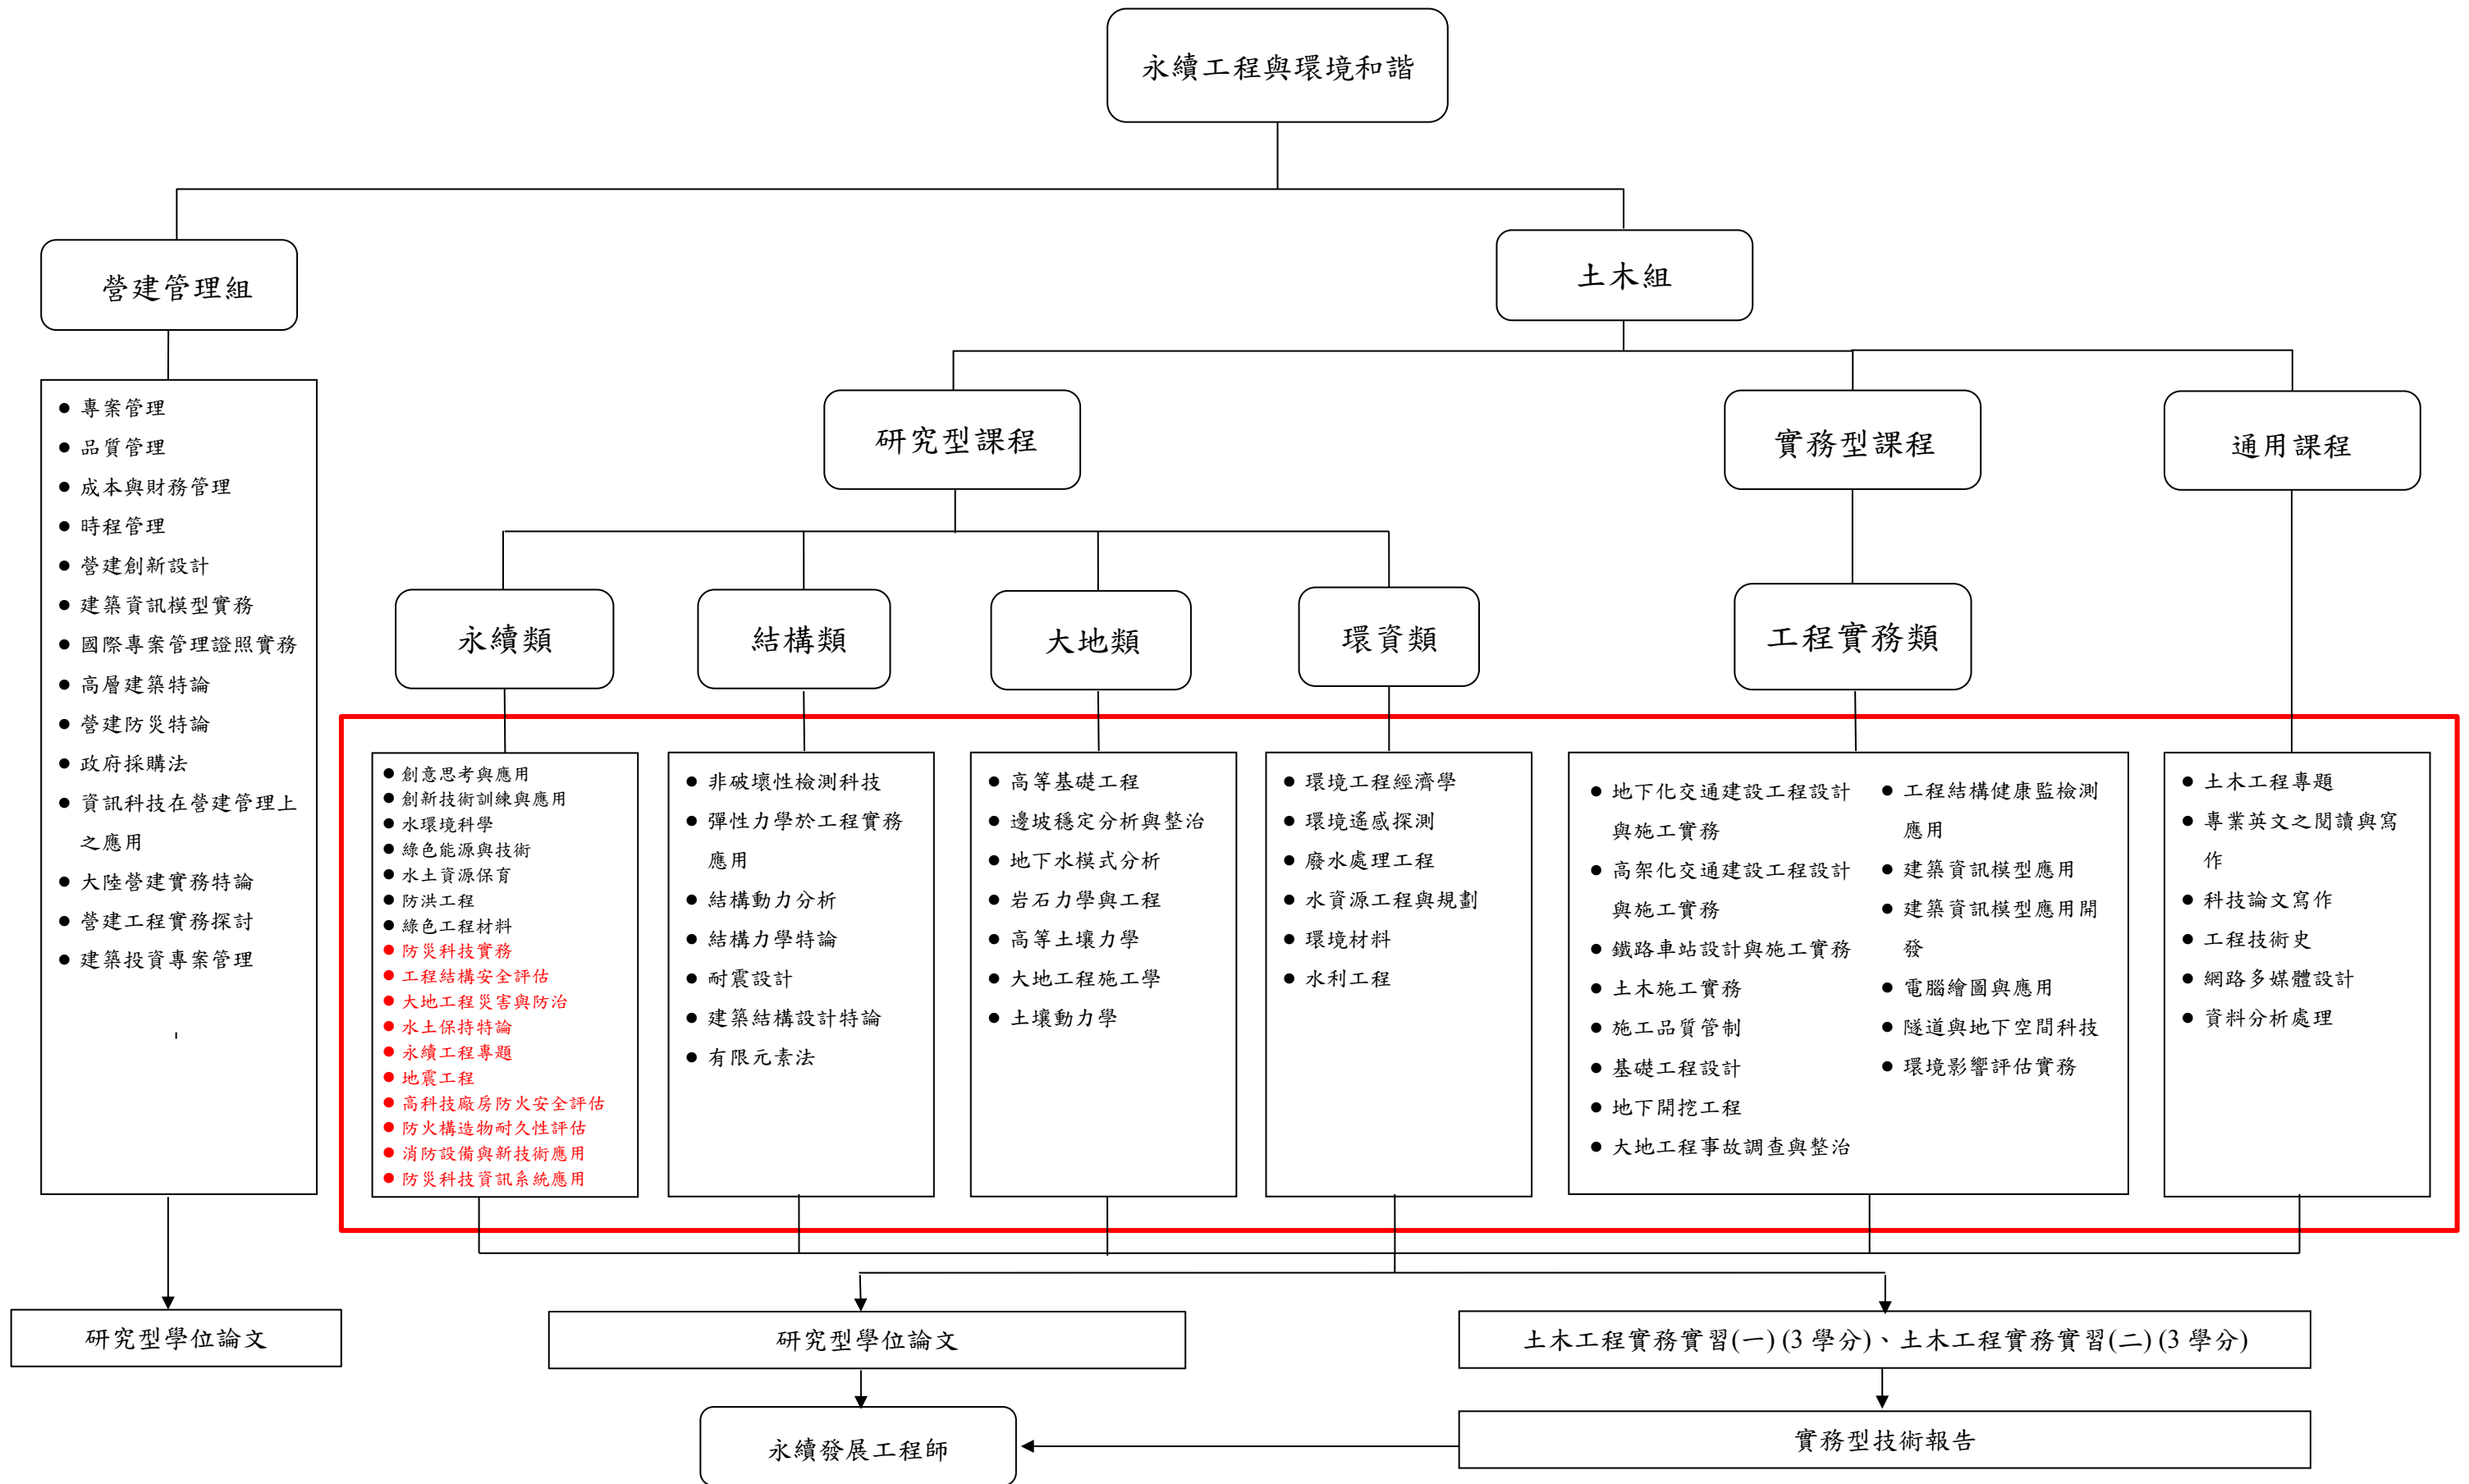 永續工程與環境和諧
營建管理組
土木組
研究型課程
實務型課程
通用課程
永續類
結構類
大地類
環資類
工程實務類
● 專案管理
● 品質管理
● 成本與財務管理
● 時程管理
● 營建創新設計
● 建築資訊模型實務
● 國際專案管理證照實務
● 高層建築特論
● 營建防災特論
● 政府採購法
● 資訊科技在營建管理上
之應用
● 大陸營建實務特論
● 營建工程實務探討
● 建築投資專案管理
● 創意思考與應用
● 創新技術訓練與應用
● 水環境科學
● 綠色能源與技術
● 水土資源保育
● 防洪工程
● 綠色工程材料
● 防災科技實務
● 工程結構安全評估
● 大地工程災害與防治
● 水土保持特論
● 永續工程專題
● 地震工程
● 高科技廠房防火安全評估
● 防火構造物耐久性評估
● 消防設備與新技術應用
● 防災科技資訊系統應用
● 非破壞性檢測科技
● 彈性力學於工程實務
應用
● 結構動力分析
● 結構力學特論
● 耐震設計
● 建築結構設計特論
● 有限元素法
● 高等基礎工程
● 邊坡穩定分析與整治
● 地下水模式分析
● 岩石力學與工程
● 高等土壤力學
● 大地工程施工學
● 土壤動力學
● 環境工程經濟學
● 環境遙感探測
● 廢水處理工程
● 水資源工程與規劃
● 環境材料
● 水利工程
● 地下化交通建設工程設計
與施工實務
● 高架化交通建設工程設計
與施工實務
● 鐵路車站設計與施工實務
● 土木施工實務
● 施工品質管制
● 基礎工程設計
● 地下開挖工程
● 大地工程事故調查與整治
● 工程結構健康監檢測
應用
● 建築資訊模型應用
● 建築資訊模型應用開
發
● 電腦繪圖與應用
● 隧道與地下空間科技
● 環境影響評估實務
● 土木工程專題
● 專業英文之閱讀與寫
作
● 科技論文寫作
● 工程技術史
● 網路多媒體設計
● 資料分析處理
研究型學位論文
研究型學位論文
土木工程實務實習(一) (3 學分)、土木工程實務實習(二) (3 學分)
永續發展工程師
實務型技術報告